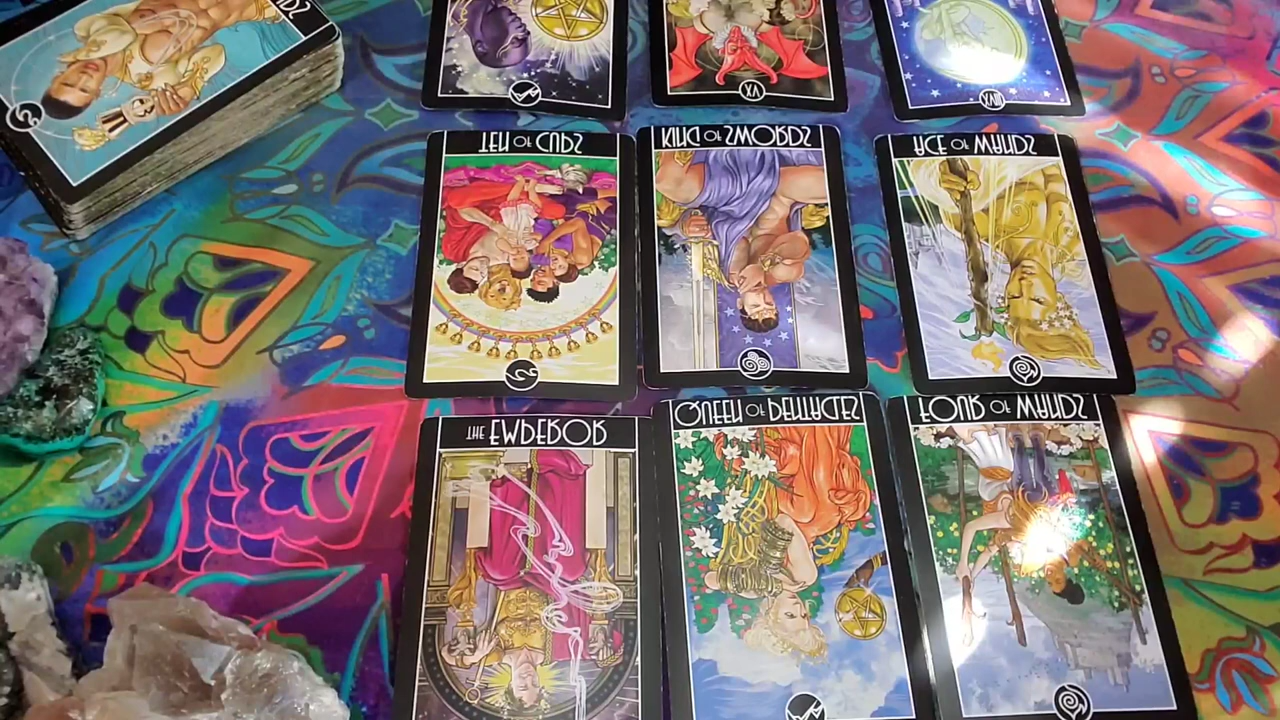 XV
XVIII
TEN OF CUPS
KING OF SWORDS
ACE OF WANDS
THE EMPEROR
QUEEN OF PENTACLES
FOUR OF WANDS